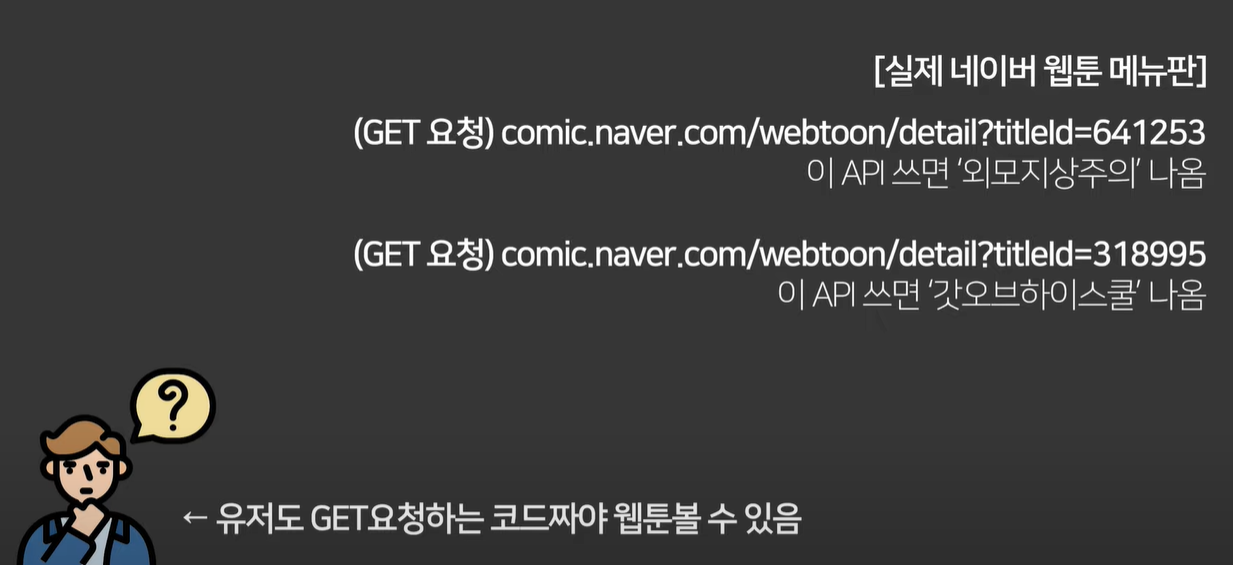 [실제 네이버 웹툰 메뉴판]
(GET 요청) comic.naver.com/webtoon/detail?titleId=641253
이 API 쓰면 ‘외모지상주의’ 나옴
(GET 요청) comic.naver.com/webtoon/detail?titleId=318995
이 API 쓰면 ‘갓오브하이스쿨’ 나옴
?
← 유저도 GET요청하는 코드짜야 웹툰볼 수 있음